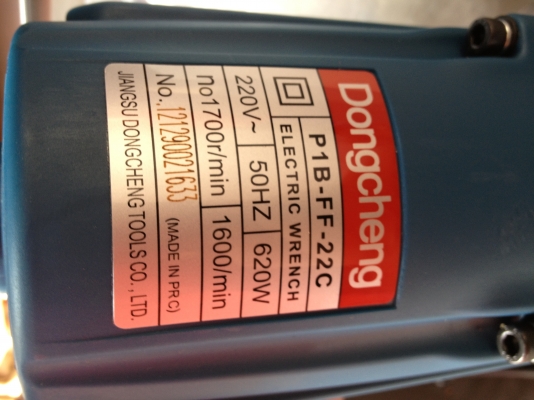 Dongcheng
P1B-FF-22C
ELECTRIC WRENCH
220V~ 50HZ 620W
no1700r/min 1600/min
No.,121290021633 (MADE IN P.R.C)
JIANGSU DONGCHENG TOOLS CO., LTD.